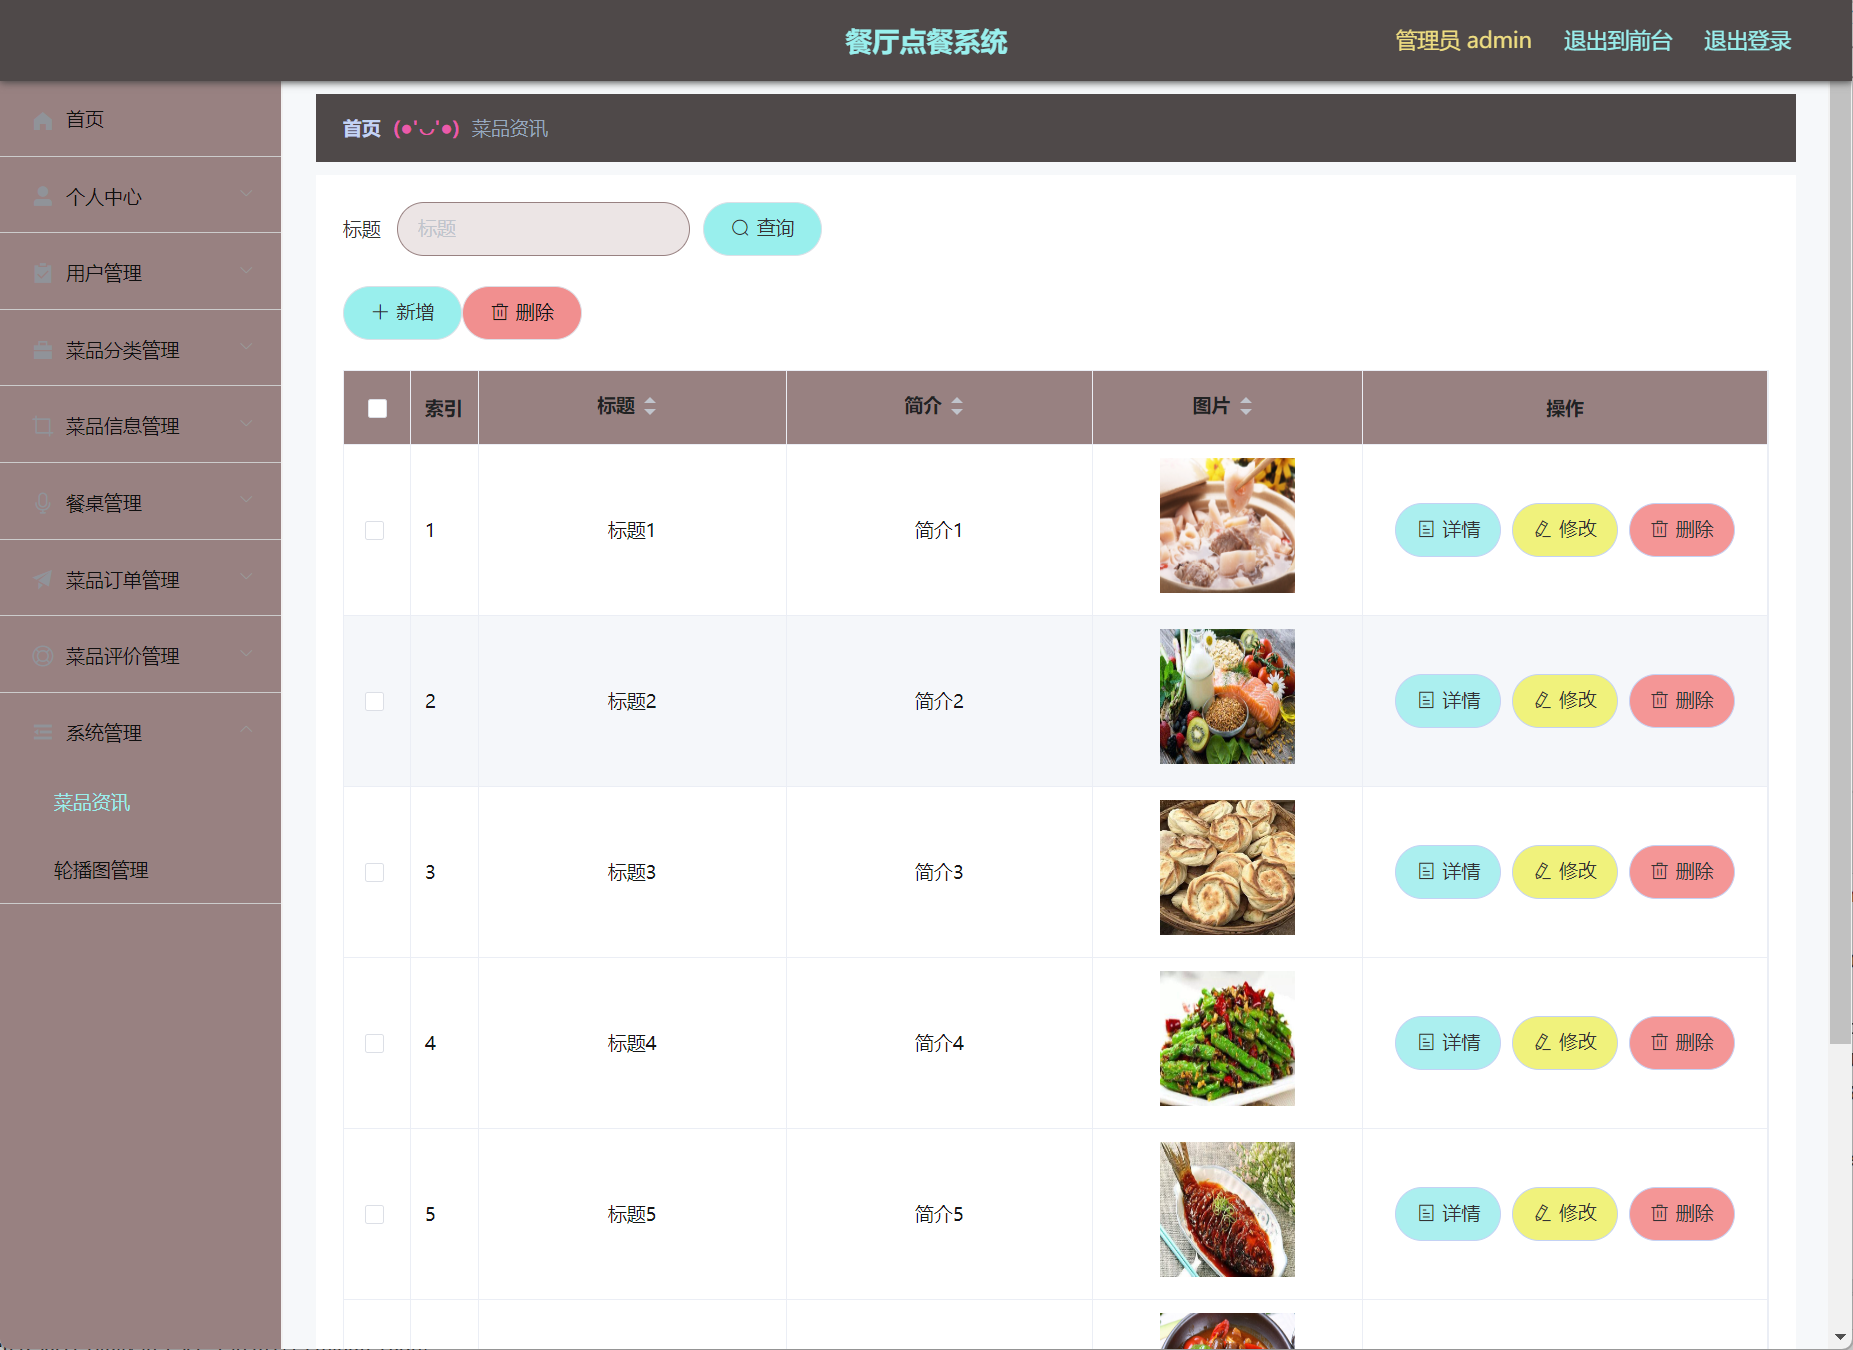 餐厅点餐系统
管理员 admin 退出到前台 退出登录
首页
个人中心
用户管理
菜品分类管理
菜品信息管理
餐桌管理
菜品订单管理
菜品评价管理
系统管理
菜品资讯
轮播图管理
首页 (●'◡'●) 菜品资讯
标题 标题 查询
新增 删除
索引 标题 简介 图片 操作
1 标题1 简介1 详情 修改 删除
2 标题2 简介2 详情 修改 删除
3 标题3 简介3 详情 修改 删除
4 标题4 简介4 详情 修改 删除
5 标题5 简介5 详情 修改 删除